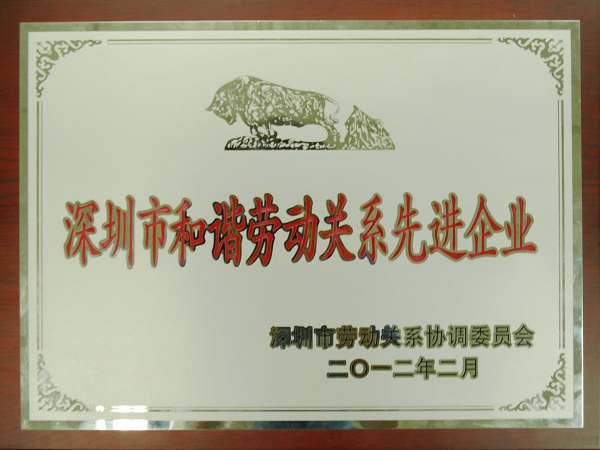 深圳市和谐劳动关系先进企业
深圳市劳动关系协调委员会
二〇一二年二月